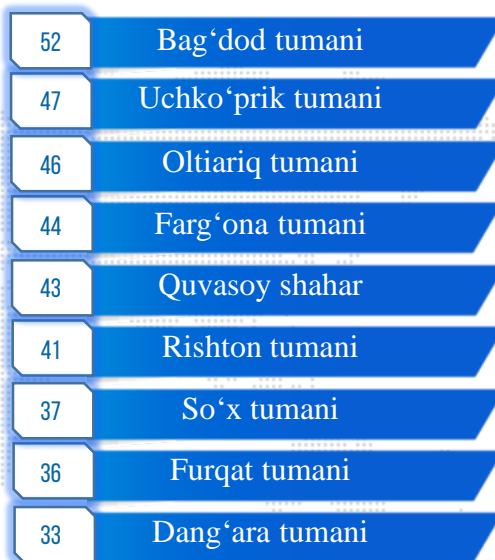 52 Bag‘dod tumani
47 Uchko‘prik tumani
46 Oltiariq tumani
44 Farg‘ona tumani
43 Quvasoy shahar
41 Rishton tumani
37 So‘x tumani
36 Furqat tumani
33 Dang‘ara tumani